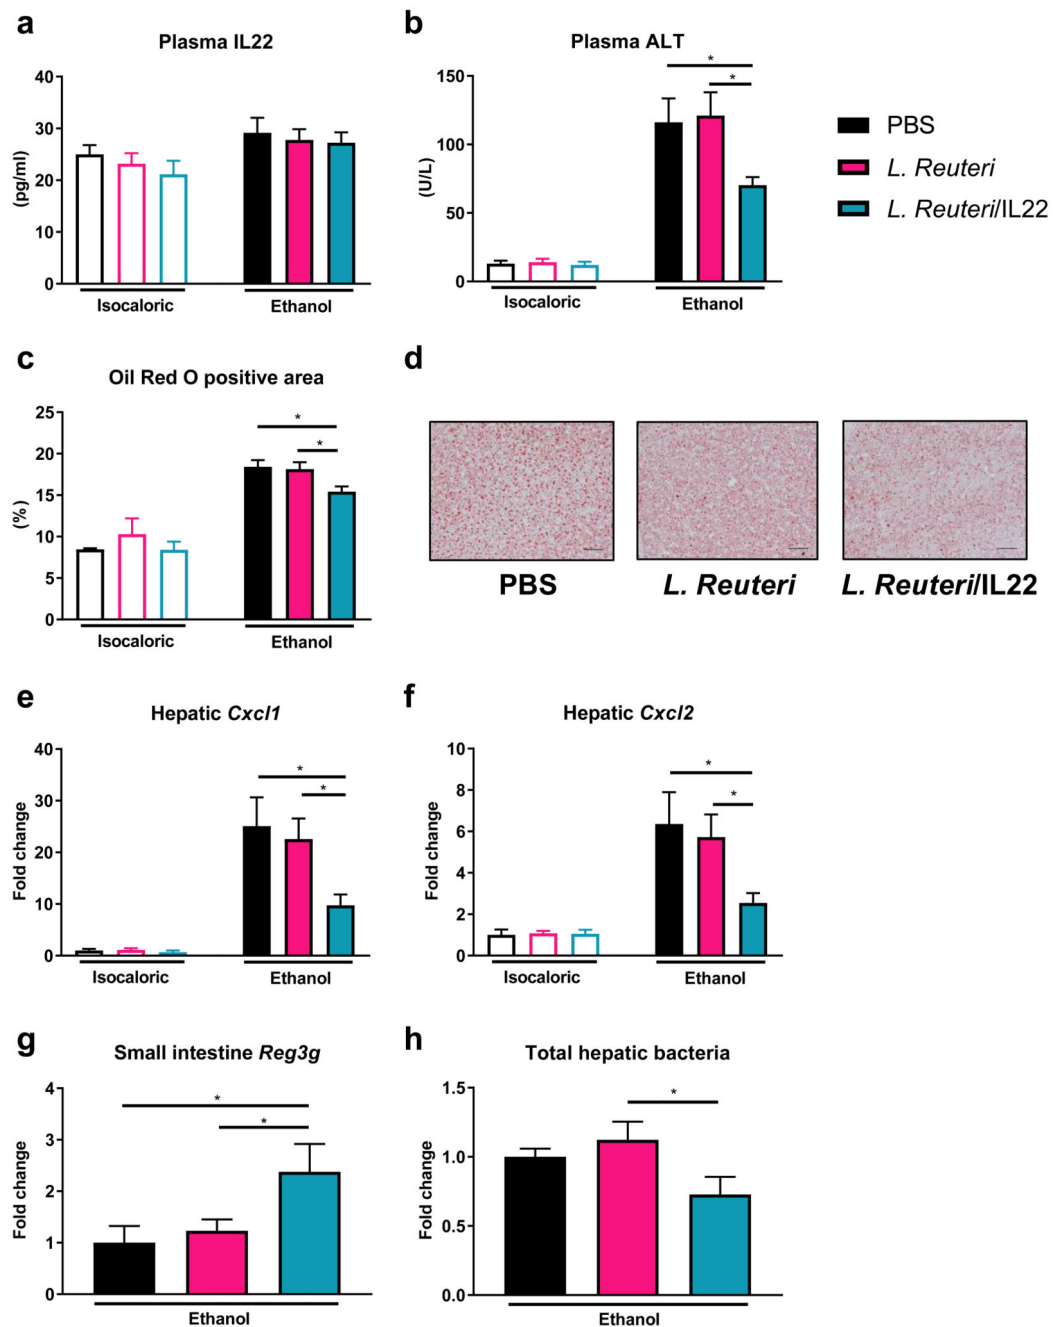 a
Plasma IL22
(pg/ml)
40
30
20
10
0
Isocaloric
Ethanol
b
Plasma ALT
(U/L)
150
100
50
0
*
*
Isocaloric
Ethanol
PBS
L. Reuteri
L. Reuteri/IL22
c
Oil Red O positive area
(%)
25
20
15
10
5
0
*
*
Isocaloric
Ethanol
d
PBS
L. Reuteri
L. Reuteri/IL22
e
Hepatic Cxcl1
Fold change
40
30
20
10
0
*
*
Isocaloric
Ethanol
f
Hepatic Cxcl2
Fold change
10
8
6
4
2
0
*
*
Isocaloric
Ethanol
g
Small intestine Reg3g
Fold change
4
3
2
1
0
*
*
Ethanol
h
Total hepatic bacteria
Fold change
1.5
1.0
0.5
0.0
*
Ethanol